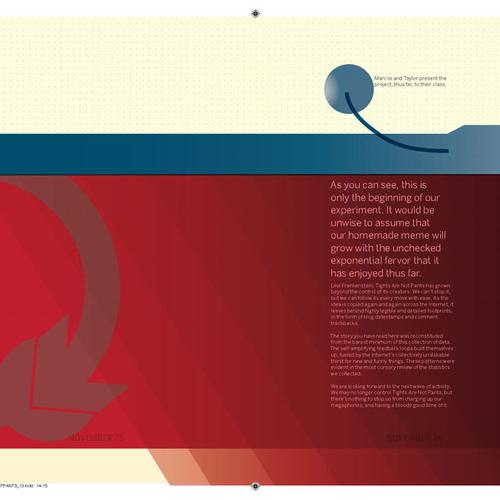 Marcos and Taylor present the
project, thus far, to their class.
As you can see, this is
only the beginning of our
experiment. It would be
unwise to assume that
our homemade meme will
grow with the unchecked
exponential fervor that it
has enjoyed thus far.
Like Frankenstein, Tights Are Not Pants has grown
beyond the control of its creators. We can't stop it,
but we can follow its every move with ease. As the
idea is copied again and again across the Internet, it
leaves behind highly legible and detailed footprints,
in the form of blog datestamps and comment
trackbacks.
The story you have read here was reconstituted
from the barest minimum of this collection of data.
The self-amplifying feedback loops built themselves
up, fueled by the Internet's collectively unslakable
thirst for new and funny things. These patterns were
evident in the most cursory review of the statistics
we collected.
We are looking forward to the next wave of activity.
We may no longer control Tights Are Not Pants, but
there's nothing to stop us from charging up our
megaphones, and having a bloody good time of it.
NOVEMBER 25
NOVEMBER 26
TPANTS_13.indd 14-15